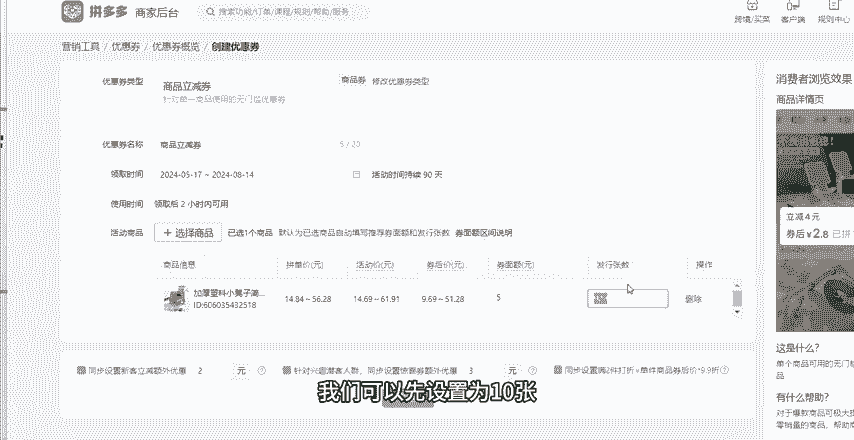 拼多多 商家后台
搜索功能/订单/课程/规则/帮助/服务
跨境/买菜 客户端 规则中心
营销工具 / 优惠券 / 优惠券概览 / 创建优惠券
优惠券类型
商品立减券
针对单一商品使用的无门槛优惠券
商品券 修改优惠券类型
优惠券名称 商品立减券 5 / 30
领取时间 2024-05-17 ~ 2024-08-14 活动时间持续 90 天
使用时间 领取后 2 小时内可用
活动商品 + 选择商品 已选1个商品 默认为已选商品自动填写推荐券面额和发行张数 券面额区间说明
商品信息 拼单价(元) 活动价(元) 券后价(元) 券面额(元) 发行张数 操作
加厚塑料小凳子简...
ID:606035432518
14.84 ~ 56.28 14.69 ~ 61.91 9.69 ~ 51.28 5 删除
同步设置新客立减额外优惠 2 元
针对兴趣潜客人群，同步设置惊喜券额外优惠 3 元
同步设置满2件打折
我们可以先设置为10张
消费者浏览效果
商品详情页
立减 4 元
券后 ¥2.8 已拼
这是什么?
单个商品可用的无门槛
品
有什么帮助?
对于爆款商品可极大提
零销量的商品，帮助商